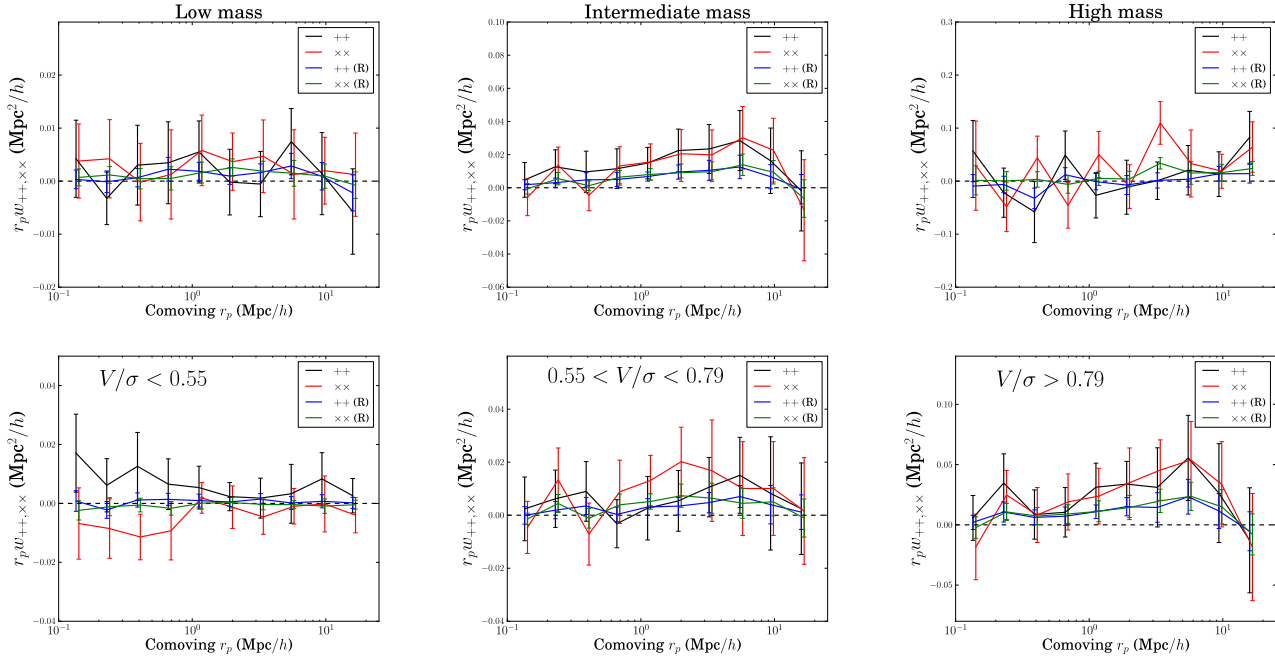 Low mass
0.02
0.01
0.00
−0.01
−0.02
r_p w_{++,××} (Mpc²/h)
10⁻¹ 10⁰ 10¹
Comoving r_p (Mpc/h)
++
××
++ (R)
×× (R)
Intermediate mass
0.10
0.08
0.06
0.04
0.02
0.00
−0.02
−0.04
−0.06
r_p w_{++,××} (Mpc²/h)
10⁻¹ 10⁰ 10¹
Comoving r_p (Mpc/h)
++
××
++ (R)
×× (R)
High mass
0.3
0.2
0.1
0.0
−0.1
−0.2
r_p w_{++,××} (Mpc²/h)
10⁻¹ 10⁰ 10¹
Comoving r_p (Mpc/h)
++
××
++ (R)
×× (R)
V/σ < 0.55
0.04
0.02
0.00
−0.02
−0.04
r_p w_{++,××} (Mpc²/h)
10⁻¹ 10⁰ 10¹
Comoving r_p (Mpc/h)
++
××
++ (R)
×× (R)
0.55 < V/σ < 0.79
0.04
0.02
0.00
−0.02
−0.04
r_p w_{++,××} (Mpc²/h)
10⁻¹ 10⁰ 10¹
Comoving r_p (Mpc/h)
++
××
++ (R)
×× (R)
V/σ > 0.79
0.10
0.05
0.00
−0.05
r_p w_{++,××} (Mpc²/h)
10⁻¹ 10⁰ 10¹
Comoving r_p (Mpc/h)
++
××
++ (R)
×× (R)